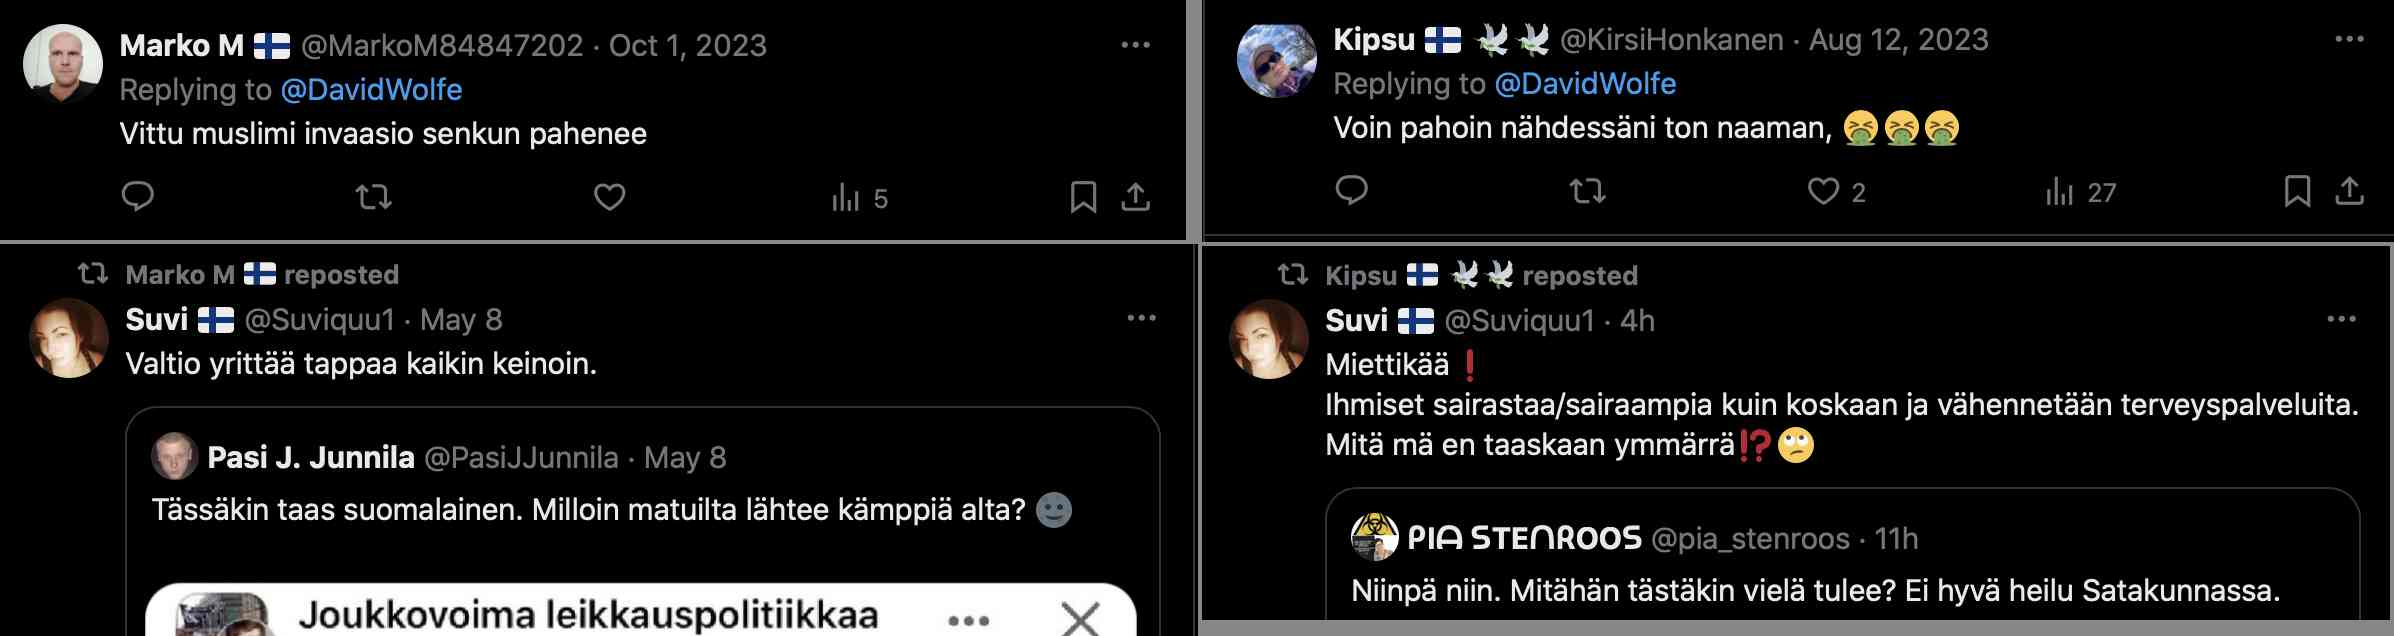 Marko M 🇫🇮 @MarkoM84847202 · Oct 1, 2023
Replying to @DavidWolfe
Vittu muslimi invaasio senkun pahenee
5
Kipsu 🇫🇮 🕊️🕊️ @KirsiHonkanen · Aug 12, 2023
Replying to @DavidWolfe
Voin pahoin nähdessäni ton naaman, 🤮🤮🤮
2 27
Marko M 🇫🇮 reposted
Suvi 🇫🇮 @Suviquu1 · May 8
Valtio yrittää tappaa kaikin keinoin.
Pasi J. Junnila @PasiJJunnila · May 8
Tässäkin taas suomalainen. Milloin matuilta lähtee kämppiä alta? 🌚
Joukkovoima leikkauspolitiikkaa
Kipsu 🇫🇮 🕊️🕊️ reposted
Suvi 🇫🇮 @Suviquu1 · 4h
Miettikää❗
Ihmiset sairastaa/sairaampia kuin koskaan ja vähennetään terveyspalveluita.
Mitä mä en taaskaan ymmärrä⁉️🙄
PIA STENROOS @pia_stenroos · 11h
Niinpä niin. Mitähän tästäkin vielä tulee? Ei hyvä heilu Satakunnassa.